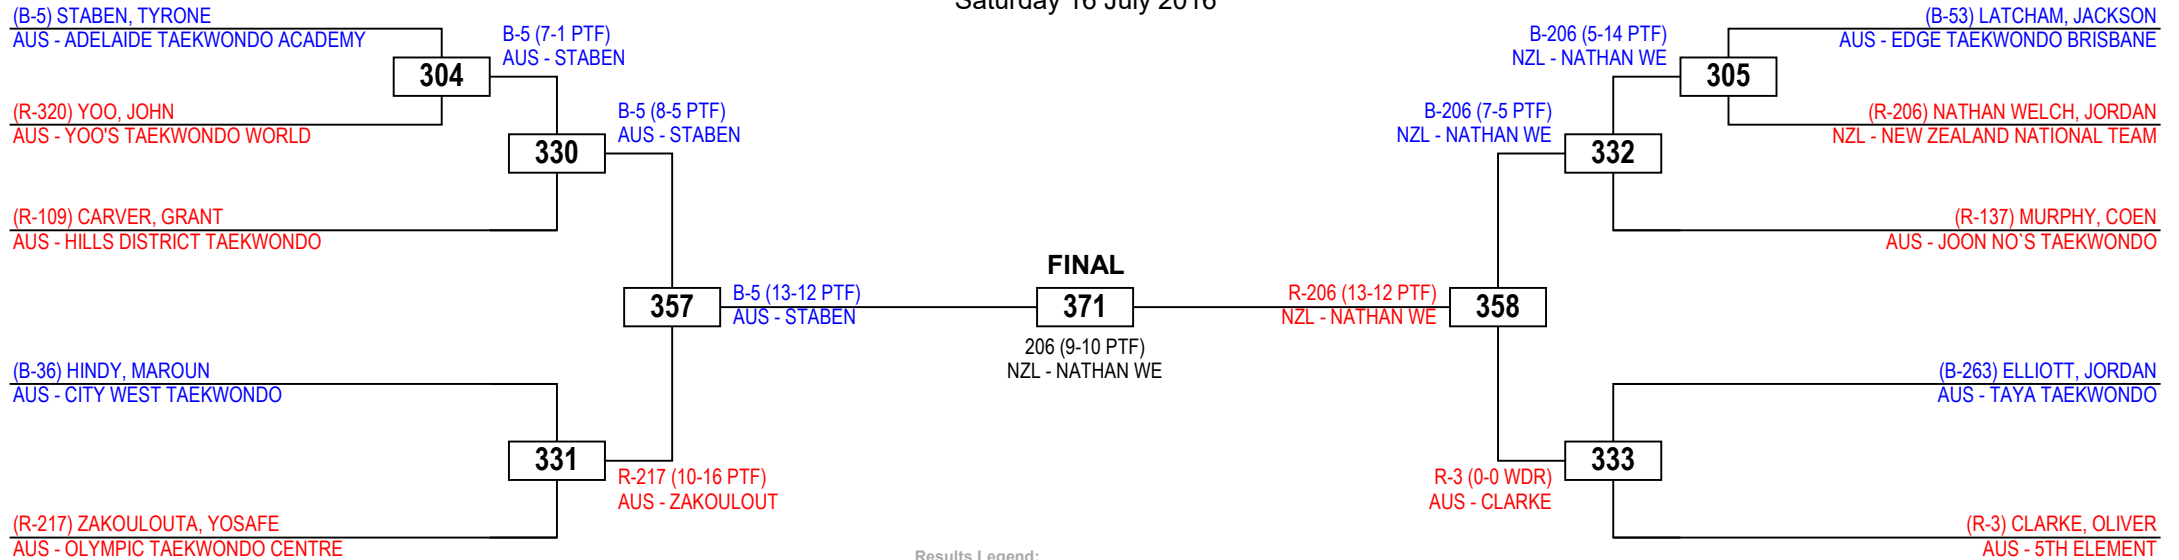 Saturday 16 July 2016
(B-5) STABEN, TYRONE
AUS - ADELAIDE TAEKWONDO ACADEMY
304
(R-320) YOO, JOHN
AUS - YOO'S TAEKWONDO WORLD
B-5 (7-1 PTF)
AUS - STABEN
330
(R-109) CARVER, GRANT
AUS - HILLS DISTRICT TAEKWONDO
B-5 (8-5 PTF)
AUS - STABEN
357
(B-36) HINDY, MAROUN
AUS - CITY WEST TAEKWONDO
331
(R-217) ZAKOULOUTA, YOSAFE
AUS - OLYMPIC TAEKWONDO CENTRE
R-217 (10-16 PTF)
AUS - ZAKOULOUT
B-5 (13-12 PTF)
AUS - STABEN
FINAL
371
206 (9-10 PTF)
NZL - NATHAN WE
R-206 (13-12 PTF)
NZL - NATHAN WE
358
B-206 (7-5 PTF)
NZL - NATHAN WE
332
B-206 (5-14 PTF)
NZL - NATHAN WE
305
(B-53) LATCHAM, JACKSON
AUS - EDGE TAEKWONDO BRISBANE
(R-206) NATHAN WELCH, JORDAN
NZL - NEW ZEALAND NATIONAL TEAM
(R-137) MURPHY, COEN
AUS - JOON NO`S TAEKWONDO
(B-263) ELLIOTT, JORDAN
AUS - TAYA TAEKWONDO
333
R-3 (0-0 WDR)
AUS - CLARKE
(R-3) CLARKE, OLIVER
AUS - 5TH ELEMENT
Results Legend: